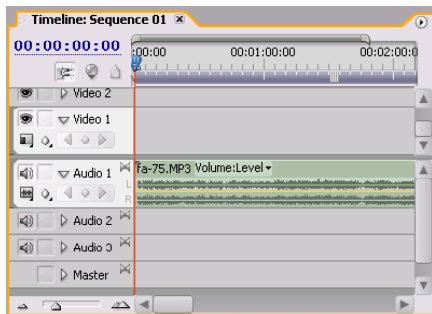 Timeline: Sequence 01 x
00:00:00:00
:00:00 00:01:00:00 00:02:00:0
Video 2
Video 1
Audio 1 fa-75.MP3 Volume:Level
L
R
Audio 2
Audio 3
Master